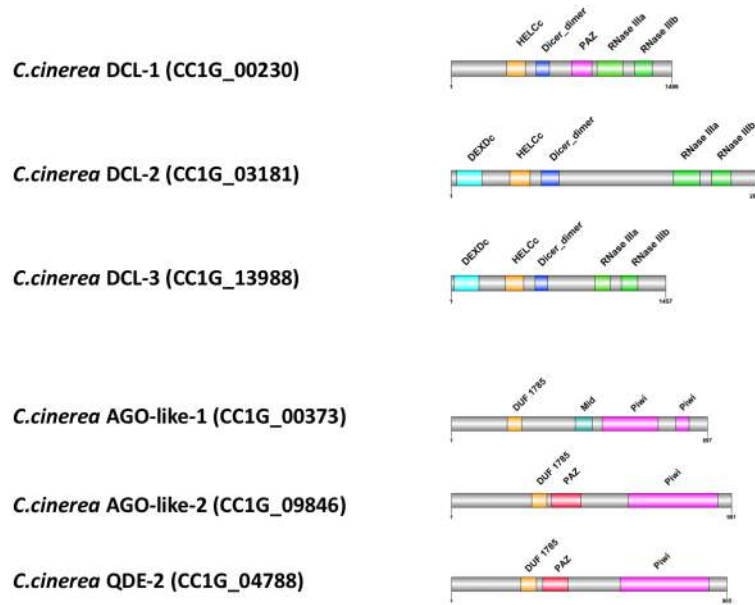 HELCc Dicer_dimer PAZ RNase IIIa RNase IIIb
C.cinerea DCL-1 (CC1G_00230)
1
DEXDc HELCc Dicer_dimer RNase IIIa RNase IIIb
C.cinerea DCL-2 (CC1G_03181)
1
DEXDc HELCc Dicer_dimer RNase IIIa RNase IIIb
C.cinerea DCL-3 (CC1G_13988)
1 1457
DUF 1785 Mid Piwi Piwi
C.cinerea AGO-like-1 (CC1G_00373)
1
DUF 1785 PAZ Piwi
C.cinerea AGO-like-2 (CC1G_09846)
1
DUF 1785 PAZ Piwi
C.cinerea QDE-2 (CC1G_04788)
1